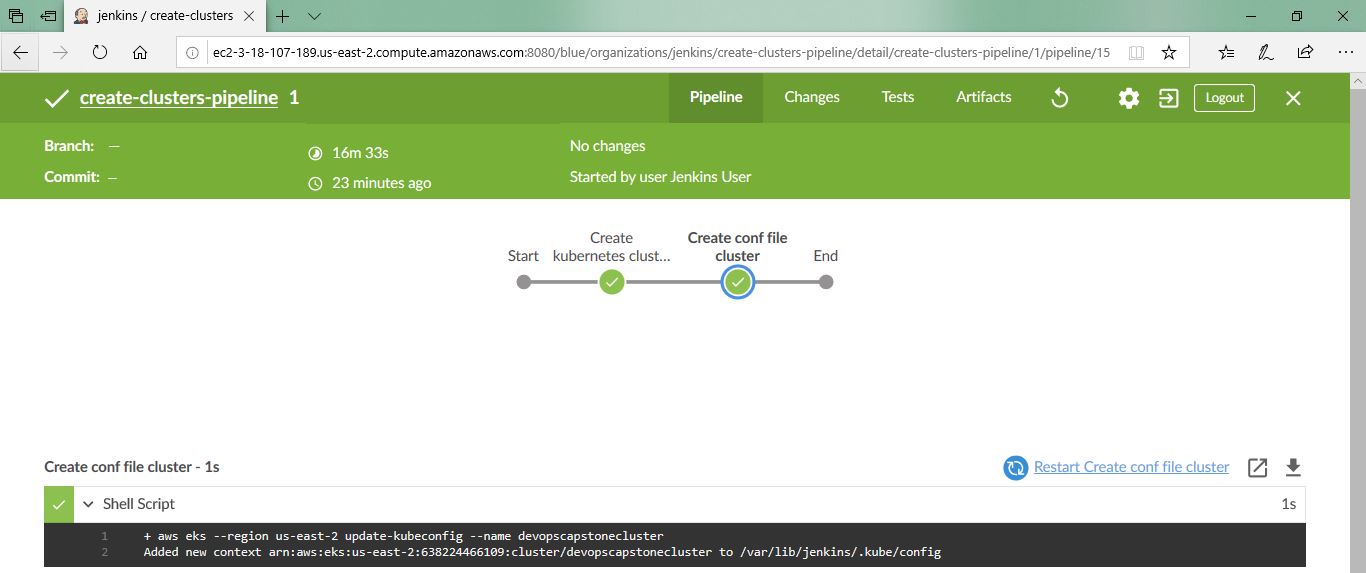 jenkins / create-clusters
ec2-3-18-107-189.us-east-2.compute.amazonaws.com:8080/blue/organizations/jenkins/create-clusters-pipeline/detail/create-clusters-pipeline/1/pipeline/15
create-clusters-pipeline 1
Pipeline Changes Tests Artifacts Logout
Branch: —
16m 33s
No changes
Commit: —
23 minutes ago
Started by user Jenkins User
Start
Create
kubernetes clust...
Create conf file
cluster
End
Create conf file cluster - 1s
Restart Create conf file cluster
Shell Script 1s
1 + aws eks --region us-east-2 update-kubeconfig --name devopscapstonecluster
2 Added new context arn:aws:eks:us-east-2:638224466109:cluster/devopscapstonecluster to /var/lib/jenkins/.kube/config